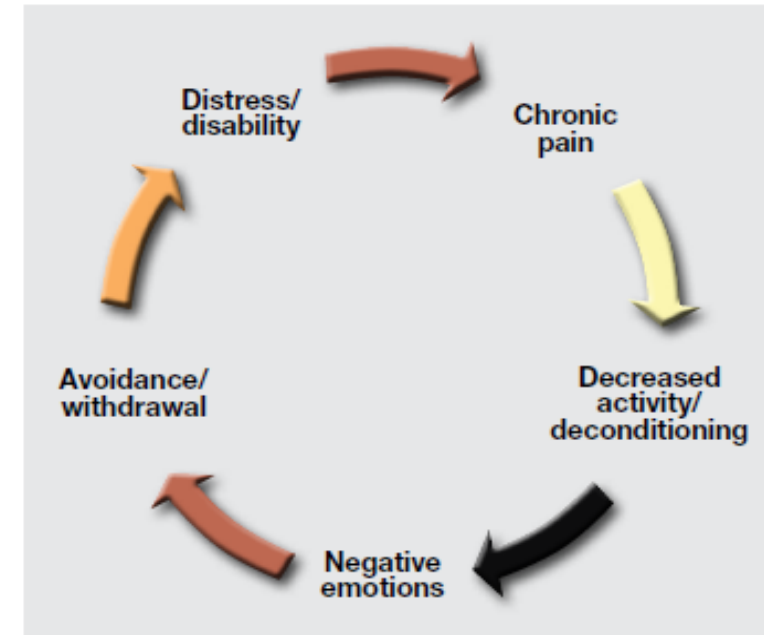 Distress/
disability
Chronic
pain
Decreased
activity/
deconditioning
Negative
emotions
Avoidance/
withdrawal